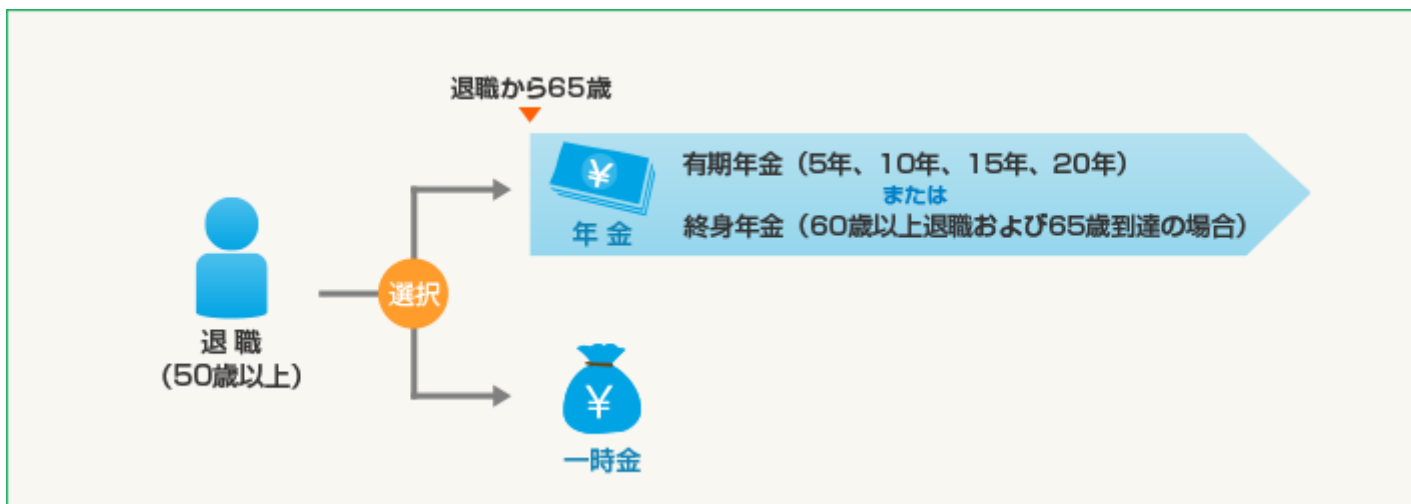 退職から65歳
¥
有期年金（5年、10年、15年、20年）
または
年金
終身年金（60歳以上退職および65歳到達の場合）
選択
退職
（50歳以上）
¥
一時金